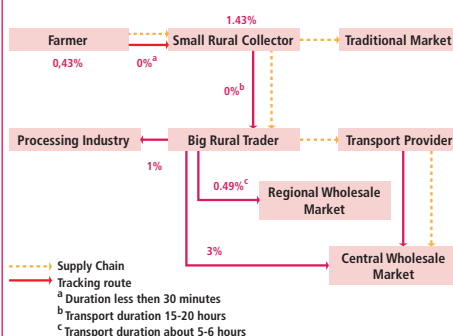 1.43%
Farmer
Small Rural Collector
Traditional Market
0,43%
0%a
0%b
Processing Industry
Big Rural Trader
Transport Provider
1%
0.49%c
Regional Wholesale
Market
3%
Central Wholesale
Market
Supply Chain
Tracking route
a Duration less then 30 minutes
b Transport duration 15-20 hours
c Transport duration about 5-6 hours